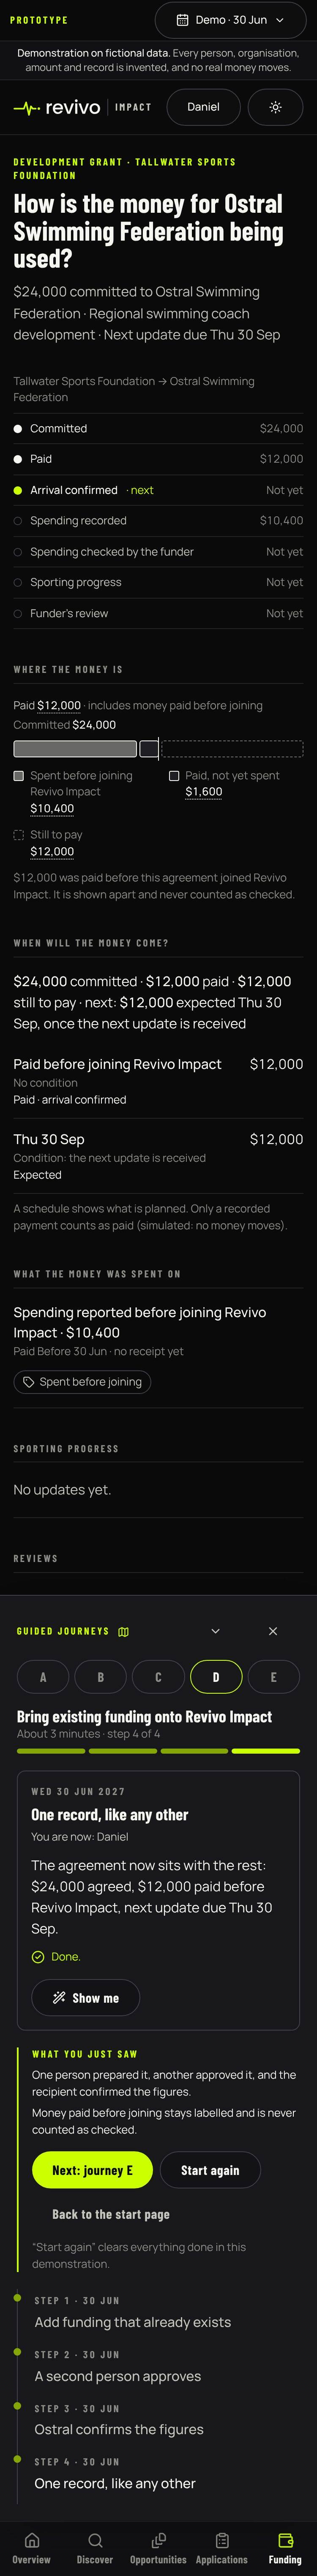 PROTOTYPE
Demo · 30 Jun
Demonstration on fictional data. Every person, organisation,
amount and record is invented, and no real money moves.
revivo IMPACT
Daniel
DEVELOPMENT GRANT · TALLWATER SPORTS
FOUNDATION
How is the money for Ostral
Swimming Federation being
used?
$24,000 committed to Ostral Swimming
Federation · Regional swimming coach
development · Next update due Thu 30 Sep
Tallwater Sports Foundation → Ostral Swimming
Federation
Committed $24,000
Paid $12,000
Arrival confirmed · next Not yet
Spending recorded $10,400
Spending checked by the funder Not yet
Sporting progress Not yet
Funder's review Not yet
WHERE THE MONEY IS
Paid $12,000 · includes money paid before joining
Committed $24,000
Spent before joining
Revivo Impact
$10,400
Paid, not yet spent
$1,600
Still to pay
$12,000
$12,000 was paid before this agreement joined Revivo
Impact. It is shown apart and never counted as checked.
WHEN WILL THE MONEY COME?
$24,000 committed · $12,000 paid · $12,000
still to pay · next: $12,000 expected Thu 30
Sep, once the next update is received
Paid before joining Revivo Impact $12,000
No condition
Paid · arrival confirmed
Thu 30 Sep $12,000
Condition: the next update is received
Expected
A schedule shows what is planned. Only a recorded
payment counts as paid (simulated: no money moves).
WHAT THE MONEY WAS SPENT ON
Spending reported before joining Revivo
Impact · $10,400
Paid Before 30 Jun · no receipt yet
Spent before joining
SPORTING PROGRESS
No updates yet.
REVIEWS
GUIDED JOURNEYS
A B C D E
Bring existing funding onto Revivo Impact
About 3 minutes · step 4 of 4
WED 30 JUN 2027
One record, like any other
You are now: Daniel
The agreement now sits with the rest:
$24,000 agreed, $12,000 paid before
Revivo Impact, next update due Thu 30
Sep.
Done.
Show me
WHAT YOU JUST SAW
One person prepared it, another approved it, and the
recipient confirmed the figures.
Money paid before joining stays labelled and is never
counted as checked.
Next: journey E
Start again
Back to the start page
“Start again” clears everything done in this
demonstration.
STEP 1 · 30 JUN
Add funding that already exists
STEP 2 · 30 JUN
A second person approves
STEP 3 · 30 JUN
Ostral confirms the figures
STEP 4 · 30 JUN
One record, like any other
Overview Discover Opportunities Applications Funding